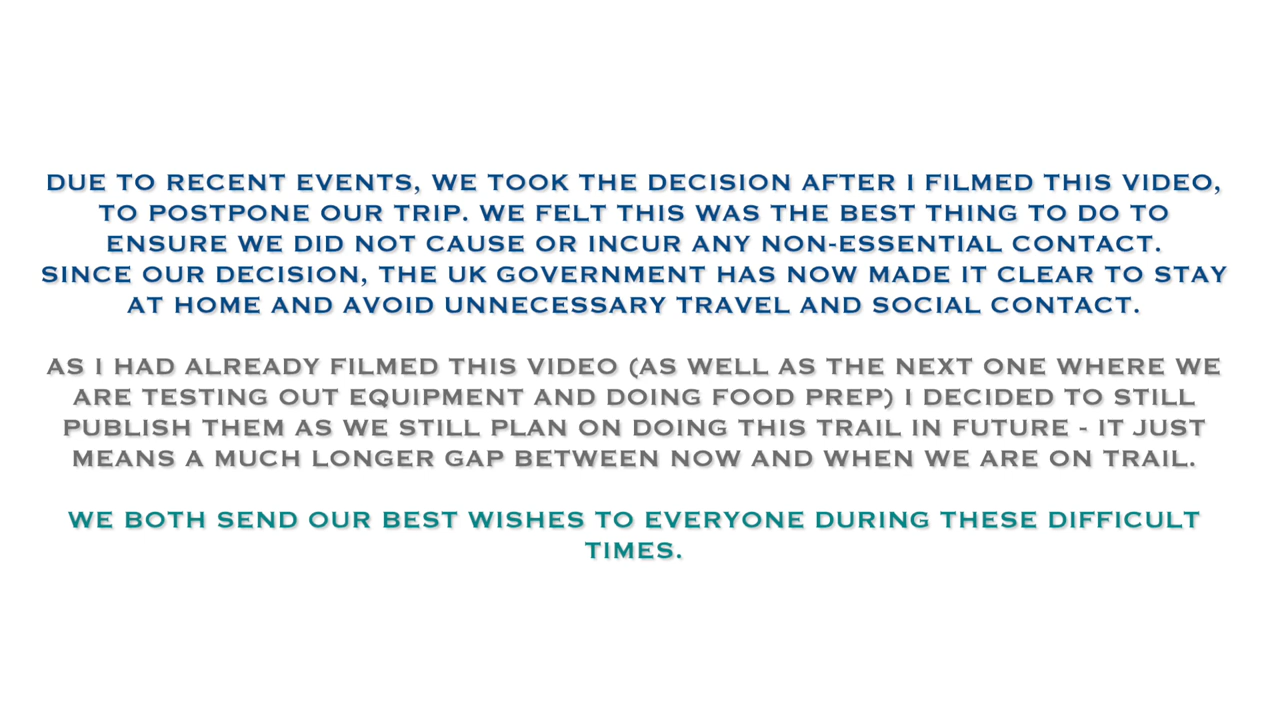 DUE TO RECENT EVENTS, WE TOOK THE DECISION AFTER I FILMED THIS VIDEO,
TO POSTPONE OUR TRIP. WE FELT THIS WAS THE BEST THING TO DO TO
ENSURE WE DID NOT CAUSE OR INCUR ANY NON-ESSENTIAL CONTACT.
SINCE OUR DECISION, THE UK GOVERNMENT HAS NOW MADE IT CLEAR TO STAY
AT HOME AND AVOID UNNECESSARY TRAVEL AND SOCIAL CONTACT.
AS I HAD ALREADY FILMED THIS VIDEO (AS WELL AS THE NEXT ONE WHERE WE
ARE TESTING OUT EQUIPMENT AND DOING FOOD PREP) I DECIDED TO STILL
PUBLISH THEM AS WE STILL PLAN ON DOING THIS TRAIL IN FUTURE - IT JUST
MEANS A MUCH LONGER GAP BETWEEN NOW AND WHEN WE ARE ON TRAIL.
WE BOTH SEND OUR BEST WISHES TO EVERYONE DURING THESE DIFFICULT
TIMES.